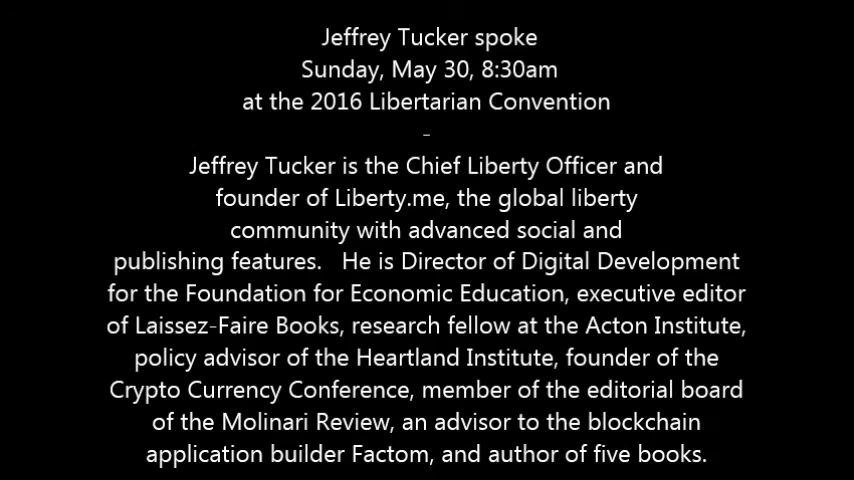 Jeffrey Tucker spoke
Sunday, May 30, 8:30am
at the 2016 Libertarian Convention
-
Jeffrey Tucker is the Chief Liberty Officer and
founder of Liberty.me, the global liberty
community with advanced social and
publishing features.   He is Director of Digital Development
for the Foundation for Economic Education, executive editor
of Laissez-Faire Books, research fellow at the Acton Institute,
policy advisor of the Heartland Institute, founder of the
Crypto Currency Conference, member of the editorial board
of the Molinari Review, an advisor to the blockchain
application builder Factom, and author of five books.